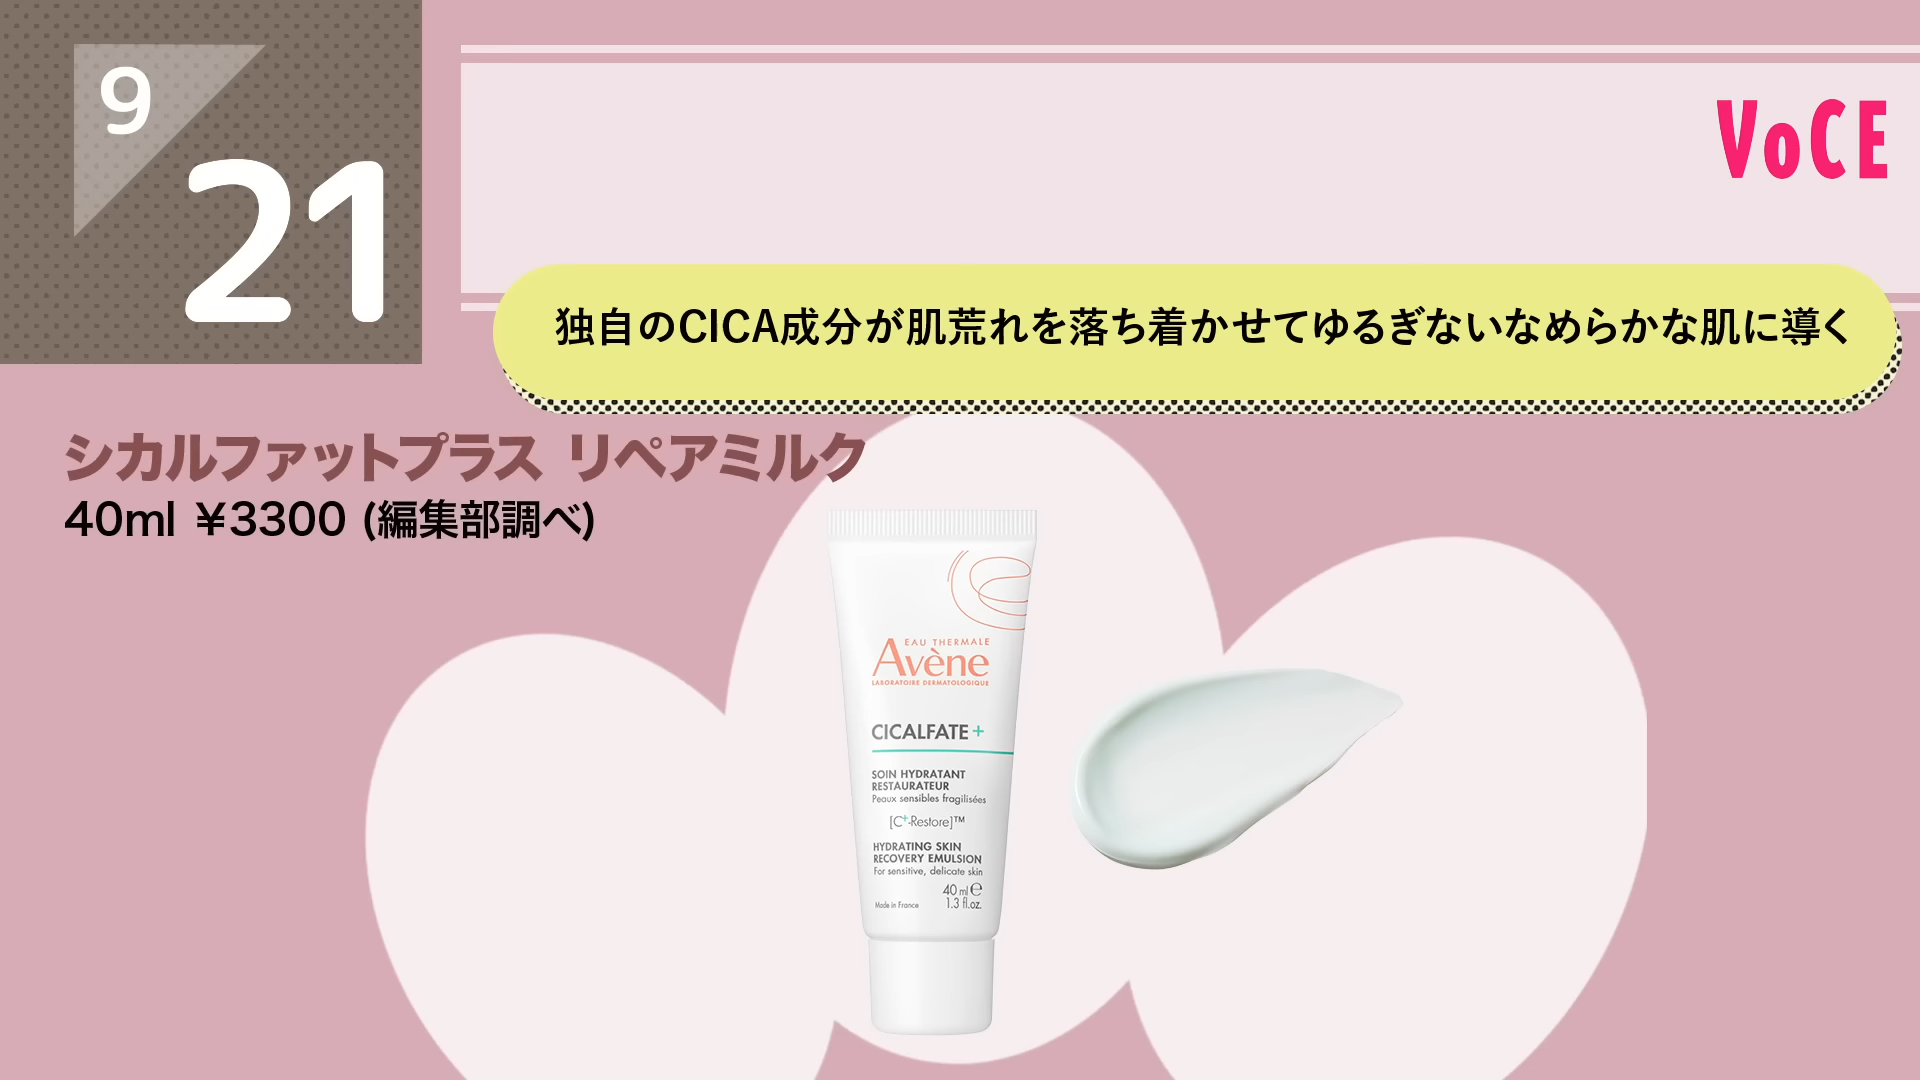 9
21
VoCE
独自のCICA成分が肌荒れを落ち着かせてゆるぎないなめらかな肌に導く
シカルファットプラス リペアミルク
40ml ¥3300 (編集部調べ)
EAU THERMALE
Avène
LABORATOIRE DERMATOLOGIQUE
CICALFATE+
SOIN HYDRATANT
RESTAURATEUR
Peaux sensibles fragilisées
[C+-Restore]™
HYDRATING SKIN
RECOVERY EMULSION
For sensitive, delicate skin
40 ml ℮
Made in France 1.3 fl.oz.